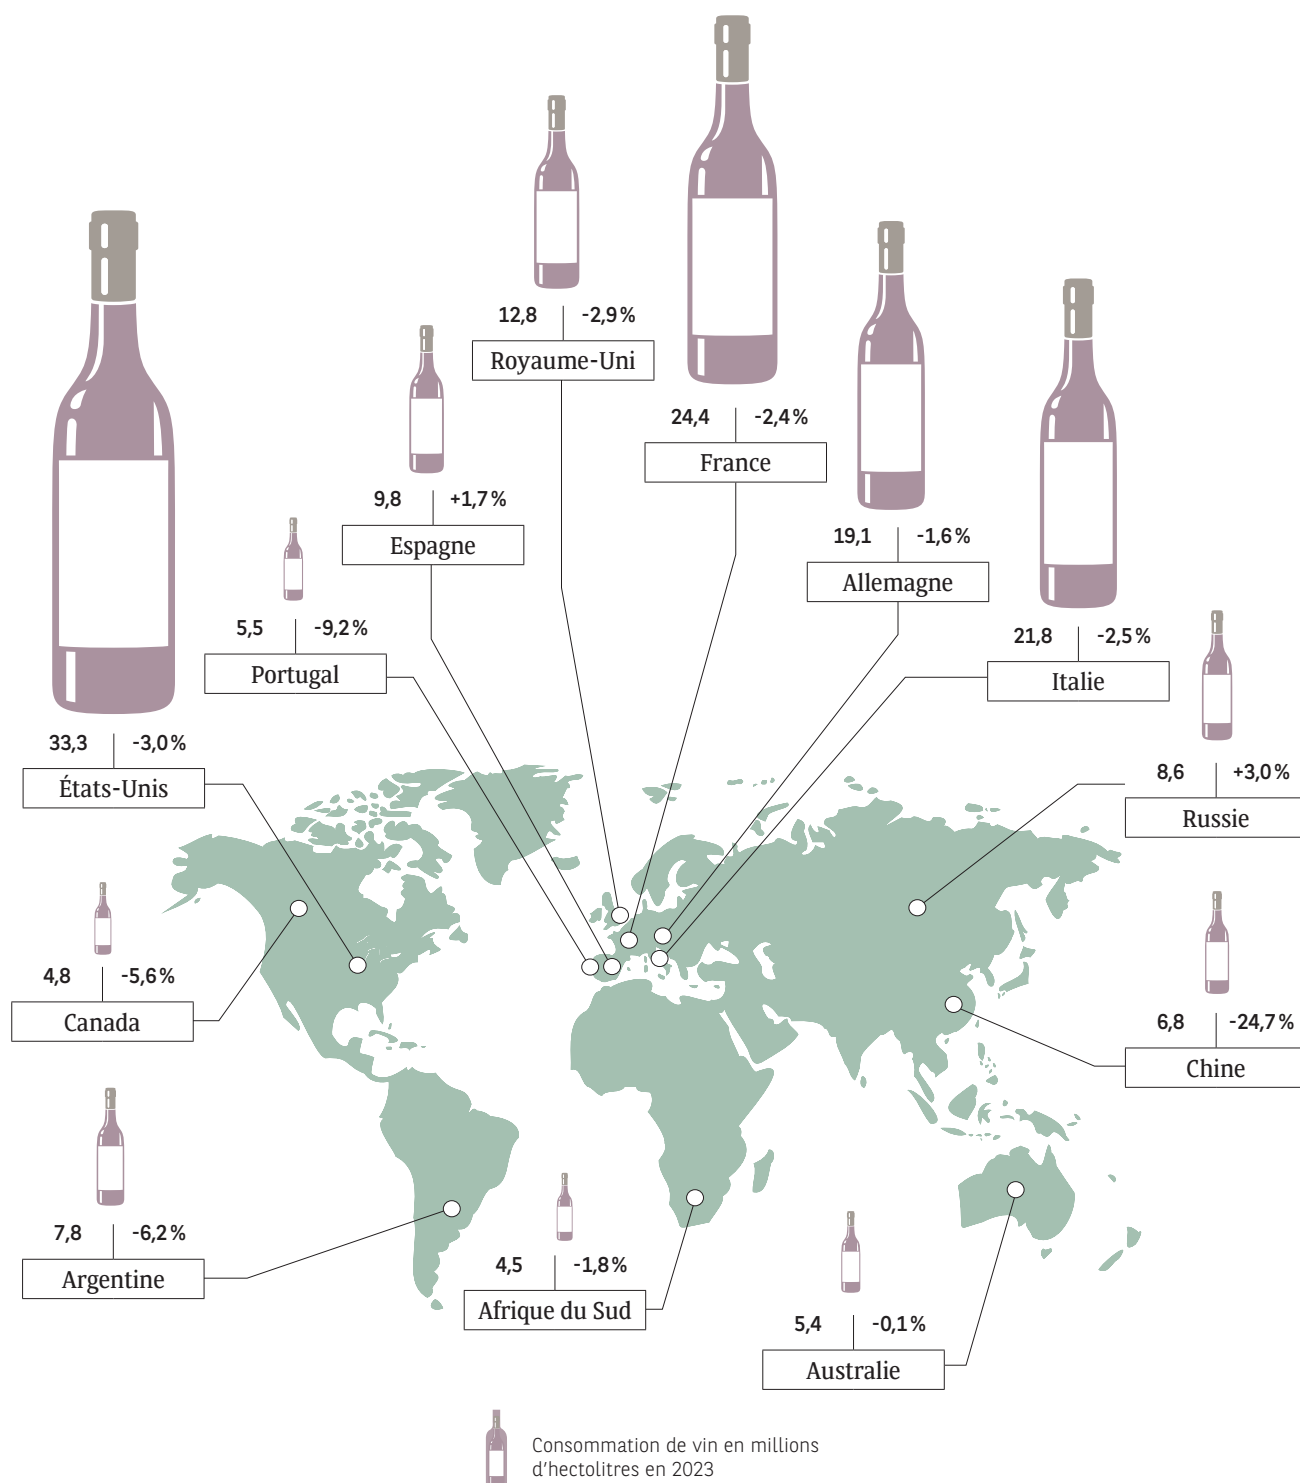 12,8 -2,9%
Royaume-Uni
24,4 -2,4%
France
9,8 +1,7%
Espagne
19,1 -1,6%
Allemagne
5,5 -9,2%
Portugal
21,8 -2,5%
Italie
33,3 -3,0%
États-Unis
8,6 +3,0%
Russie
4,8 -5,6%
Canada
6,8 -24,7%
Chine
7,8 -6,2%
Argentine
4,5 -1,8%
Afrique du Sud
5,4 -0,1%
Australie
Consommation de vin en millions
d'hectolitres en 2023